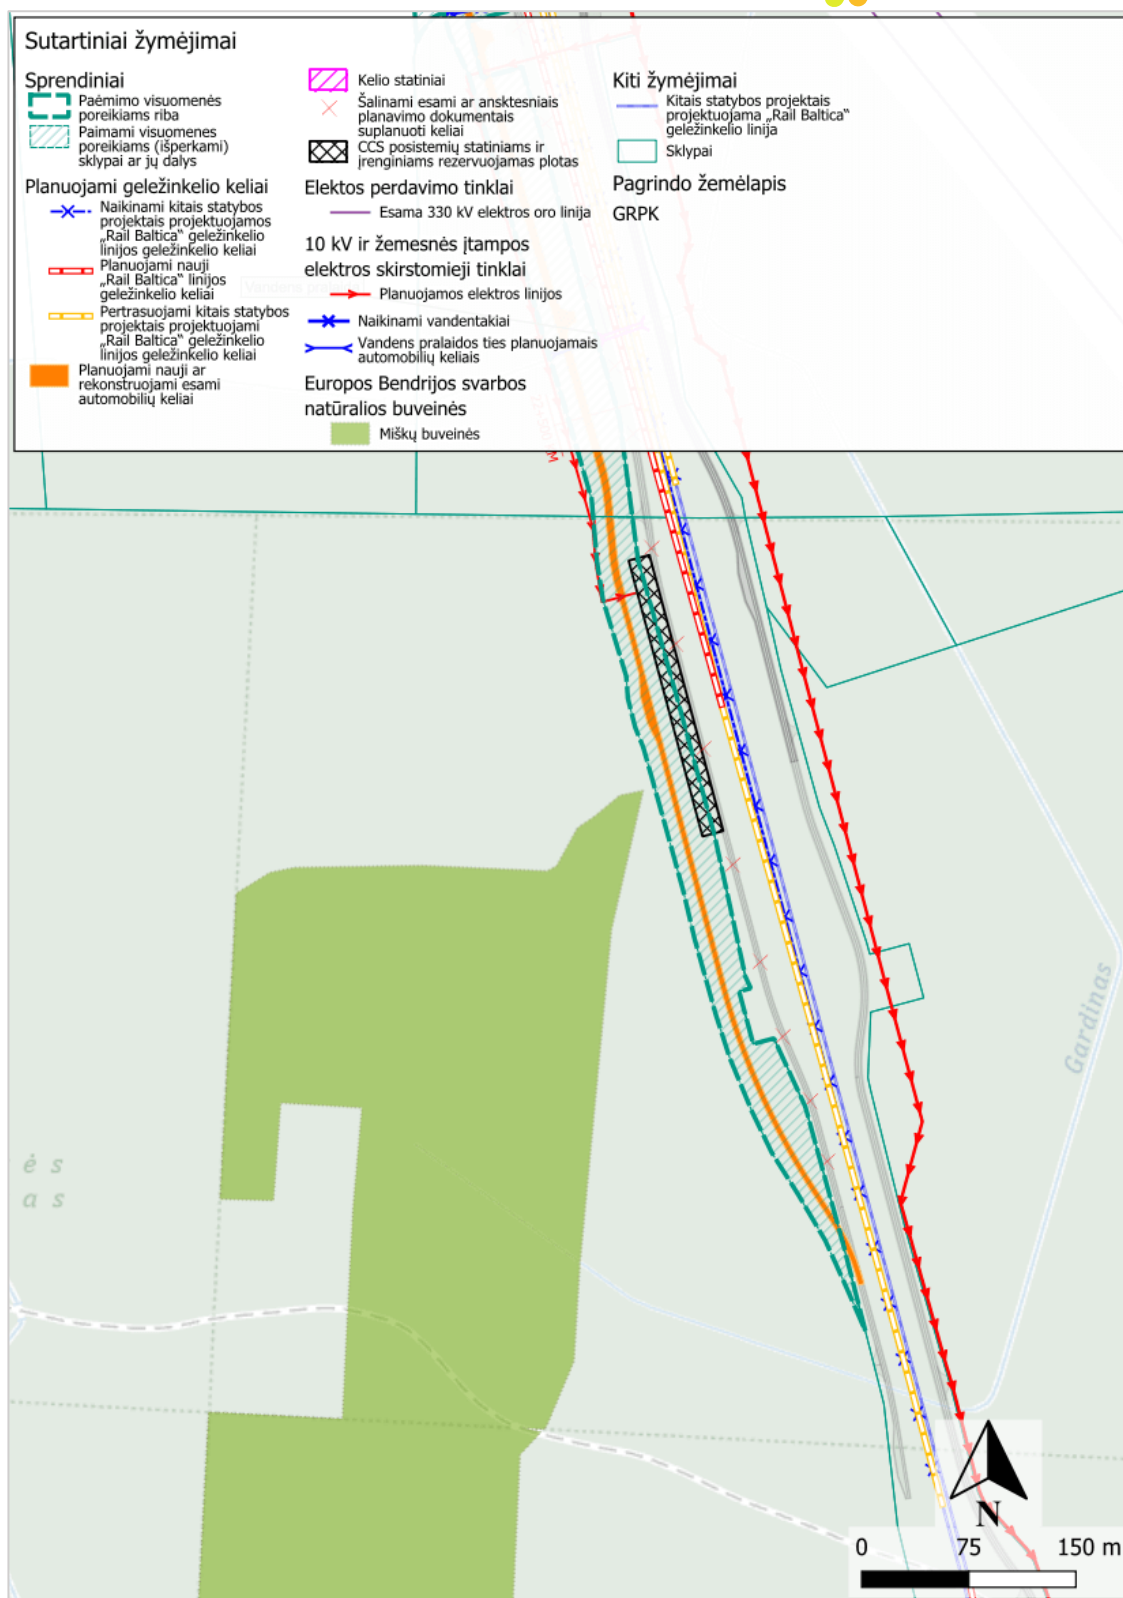 Sutartiniai žymėjimai
Sprendiniai
Paėmimo visuomenės
poreikiams riba
Paimami visuomenes
poreikiams (išperkami)
sklypai ar jų dalys
Planuojami geležinkelio keliai
Naikinami kitais statybos
projektais projektuojamos
„Rail Baltica“ geležinkelio
linijos geležinkelio keliai
Planuojami nauji
„Rail Baltica“ linijos
geležinkelio keliai
Pertrasuojami kitais statybos
projektais projektuojami
„Rail Baltica“ geležinkelio
linijos geležinkelio keliai
Planuojami nauji ar
rekonstruojami esami
automobilių keliai
Kelio statiniai
Šalinami esami ar ansktesniais
planavimo dokumentais
suplanuoti keliai
CCS posistemių statiniams ir
įrenginiams rezervuojamas plotas
Elektos perdavimo tinklai
Esama 330 kV elektros oro linija
10 kV ir žemesnės įtampos
elektros skirstomieji tinklai
Planuojamos elektros linijos
Naikinami vandentakiai
Vandens pralaidos ties planuojamais
automobilių keliais
Europos Bendrijos svarbos
natūralios buveinės
Miškų buveinės
Kiti žymėjimai
Kitais statybos projektais
projektuojama „Rail Baltica“
geležinkelio linija
Sklypai
Pagrindo žemėlapis
GRPK
Vandens pralaida
Gardinas
ės
as
N
0 75 150 m